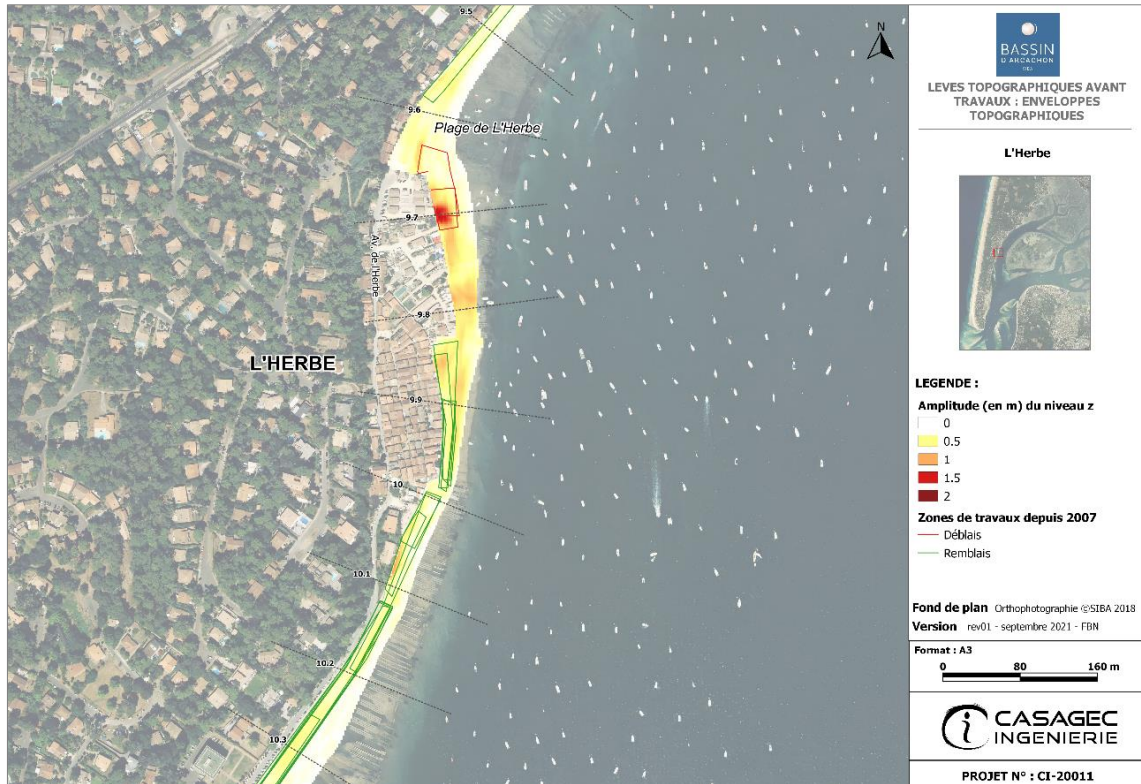 9.5
9.6
Plage de L'Herbe
9.7
Av. de l'Herbe
9.8
L'HERBE
9.9
10
10.1
10.2
10.3
N
BASSIN
D'ARCACHON
LEVES TOPOGRAPHIQUES AVANT
TRAVAUX : ENVELOPPES
TOPOGRAPHIQUES
L'Herbe
LEGENDE :
Amplitude (en m) du niveau z
0
0.5
1
1.5
2
Zones de travaux depuis 2007
Déblais
Remblais
Fond de plan Orthophotographie ©SIBA 2018
Version rev01 - septembre 2021 - FBN
Format : A3
0 80 160 m
CASAGEC
INGENIERIE
PROJET N° : CI-20011